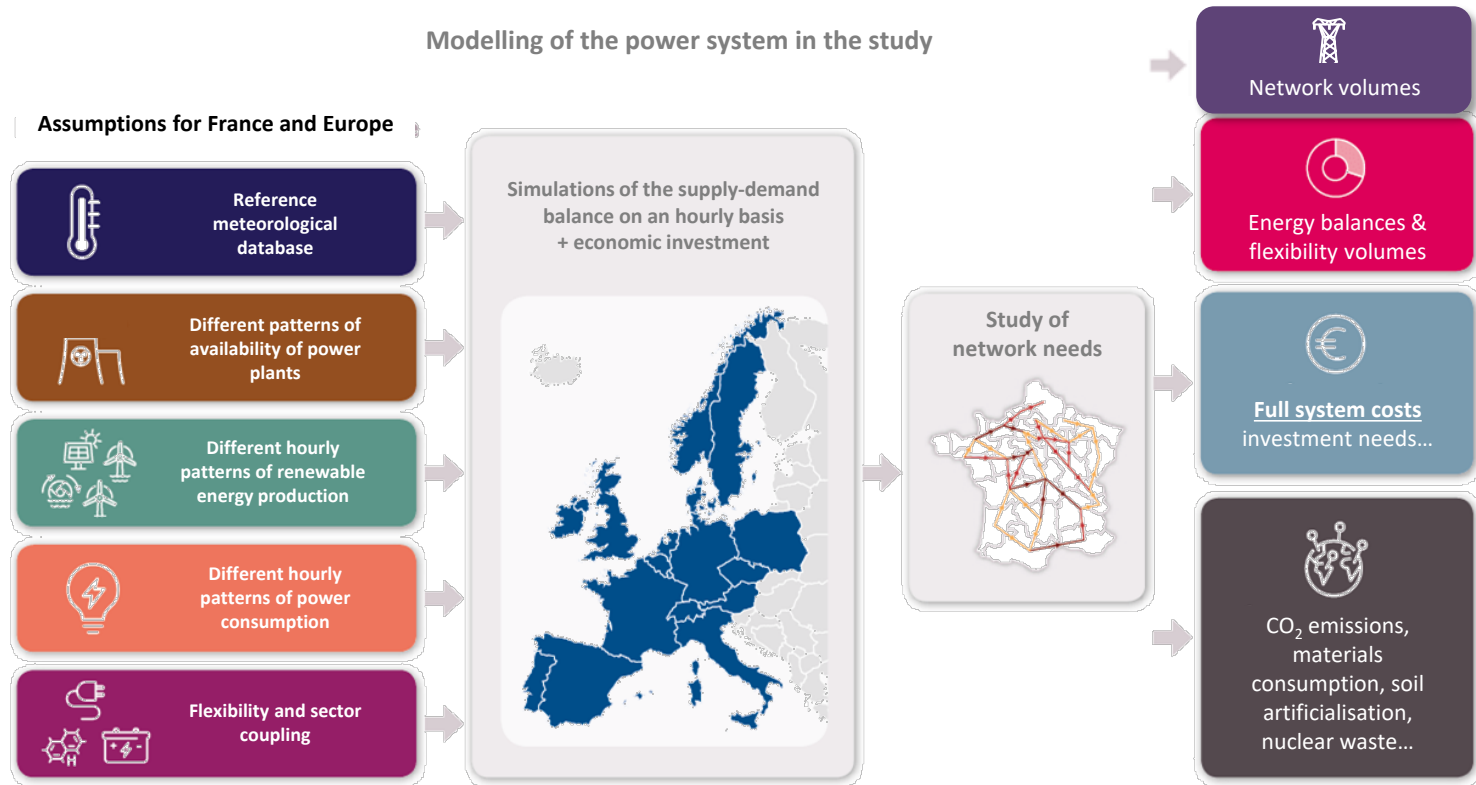 Modelling of the power system in the study
Assumptions for France and Europe
Reference
meteorological
database
Different patterns of
availability of power
plants
Different hourly
patterns of renewable
energy production
Different hourly
patterns of power
consumption
Flexibility and sector
coupling
H
Simulations of the supply-demand
balance on an hourly basis
+ economic investment
Study of
network needs
Network volumes
Energy balances &
flexibility volumes
€
Full system costs
investment needs…
CO₂ emissions,
materials
consumption, soil
artificialisation,
nuclear waste…